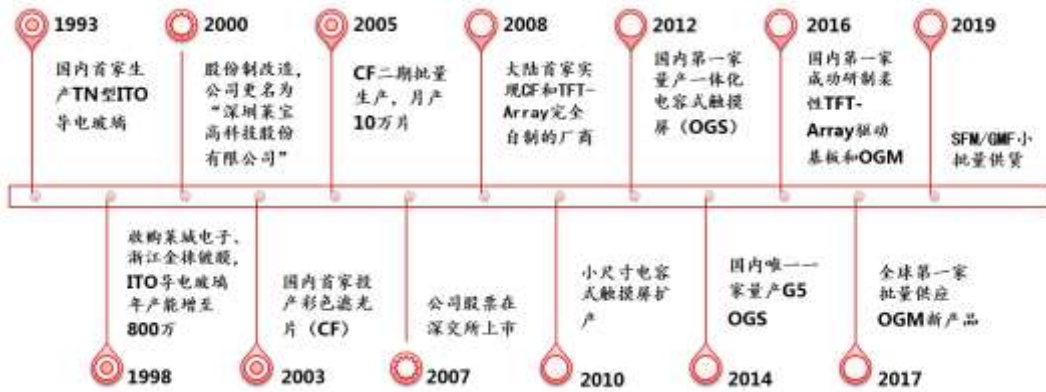 1993
国内首家生
产TN型ITO
导电玻璃
2000
股份制改造，
公司更名为
“深圳莱宝
高科技股份
有限公司”
2005
CF二期批量
生产，月产
10万片
2008
大陆首家实
现CF和TFT-
Array完全
自制的厂商
2012
国内第一家
量产一体化
电容式触摸
屏（OGS）
2016
国内第一家
成功研制柔
性TFT-
Array驱动
基板和OGM
2019
SFM/GMF小
批量供货
收购莱城电子、
浙江金徕镀膜，
ITO导电玻璃
年产能增至
800万
1998
国内首家投
产彩色滤光
片（CF）
2003
公司股票在
深交所上市
2007
小尺寸电容
式触摸屏扩
产
2010
国内唯一一
家量产G5
OGS
2014
全球第一家
批量供应
OGM新产品
2017